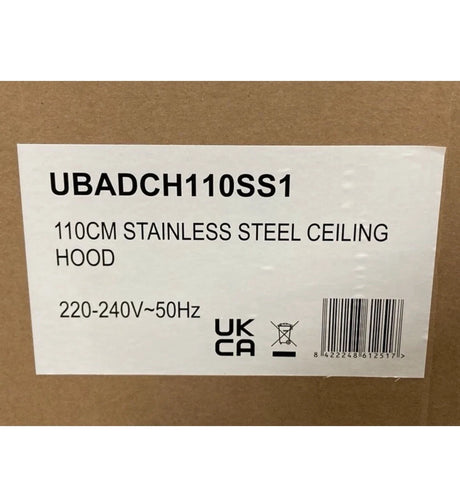 UBADCH110SS1
110CM STAINLESS STEEL CEILING
HOOD
220-240V~50Hz
UK
CA
8 422248 612517 >